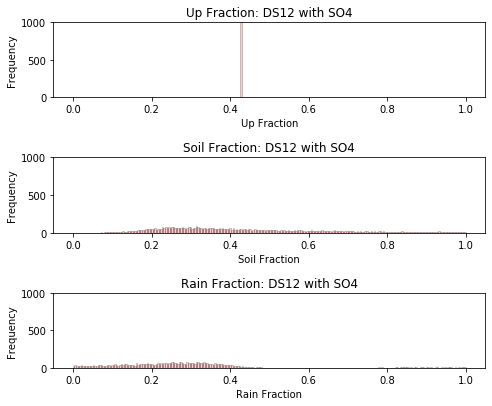 Up Fraction: DS12 with SO4
1000
500
0
Frequency
0.0 0.2 0.4 0.6 0.8 1.0
Up Fraction
Soil Fraction: DS12 with SO4
1000
500
0
Frequency
0.0 0.2 0.4 0.6 0.8 1.0
Soil Fraction
Rain Fraction: DS12 with SO4
1000
500
0
Frequency
0.0 0.2 0.4 0.6 0.8 1.0
Rain Fraction